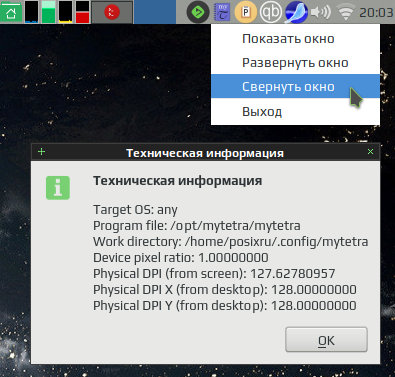 my
qb
20:03
Показать окно
Развернуть окно
Свернуть окно
Выход
Техническая информация
Техническая информация
Target OS: any
Program file: /opt/mytetra/mytetra
Work directory: /home/posixru/.config/mytetra
Device pixel ratio: 1.00000000
Physical DPI (from screen): 127.62780957
Physical DPI X (from desktop): 128.00000000
Physical DPI Y (from desktop): 128.00000000
OK